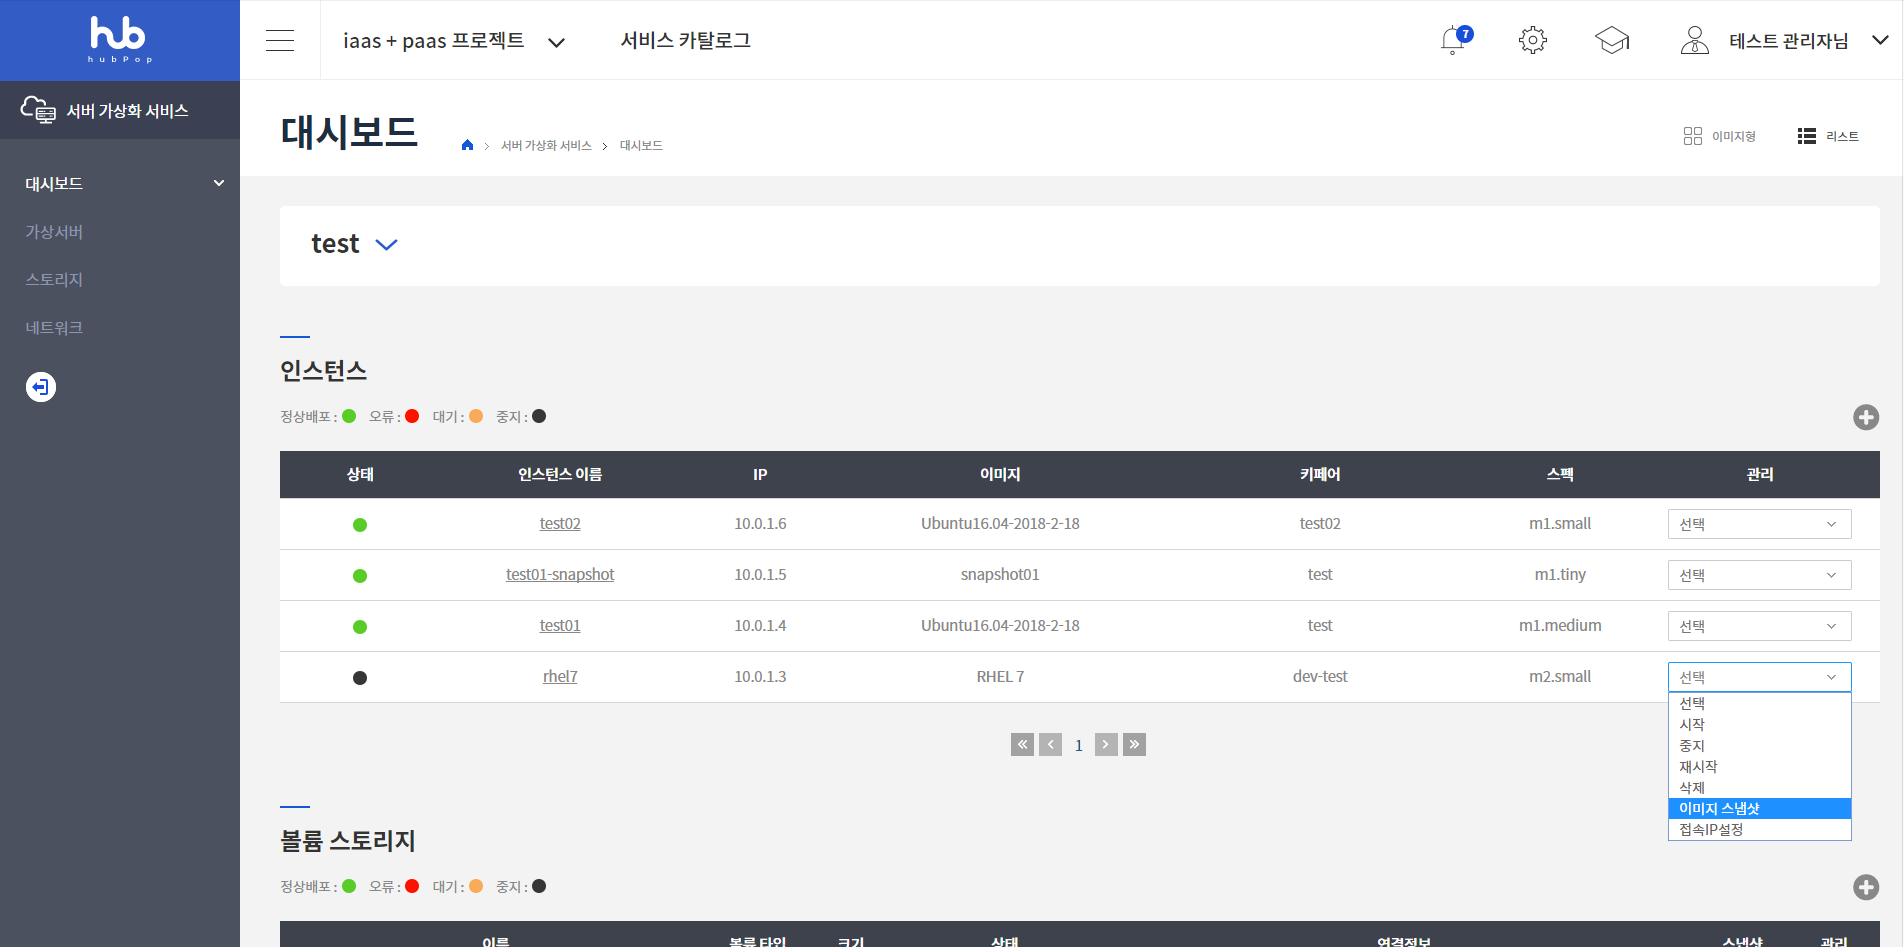 hub
hubPop
iaas + paas 프로젝트
서비스 카탈로그
7
테스트 관리자님
서버 가상화 서비스
대시보드
가상서버
스토리지
네트워크
대시보드
서버 가상화 서비스
대시보드
이미지형
리스트
test
인스턴스
정상배포 : 오류 : 대기 : 중지 :
상태 인스턴스 이름 IP 이미지 키페어 스펙 관리
test02 10.0.1.6 Ubuntu16.04-2018-2-18 test02 m1.small 선택
test01-snapshot 10.0.1.5 snapshot01 test m1.tiny 선택
test01 10.0.1.4 Ubuntu16.04-2018-2-18 test m1.medium 선택
rhel7 10.0.1.3 RHEL 7 dev-test m2.small 선택
선택
시작
중지
재시작
삭제
이미지 스냅샷
접속IP설정
1
볼륨 스토리지
정상배포 : 오류 : 대기 : 중지 :
이름 볼륨 타입 크기 상태 연결정보 스냅샷 관리